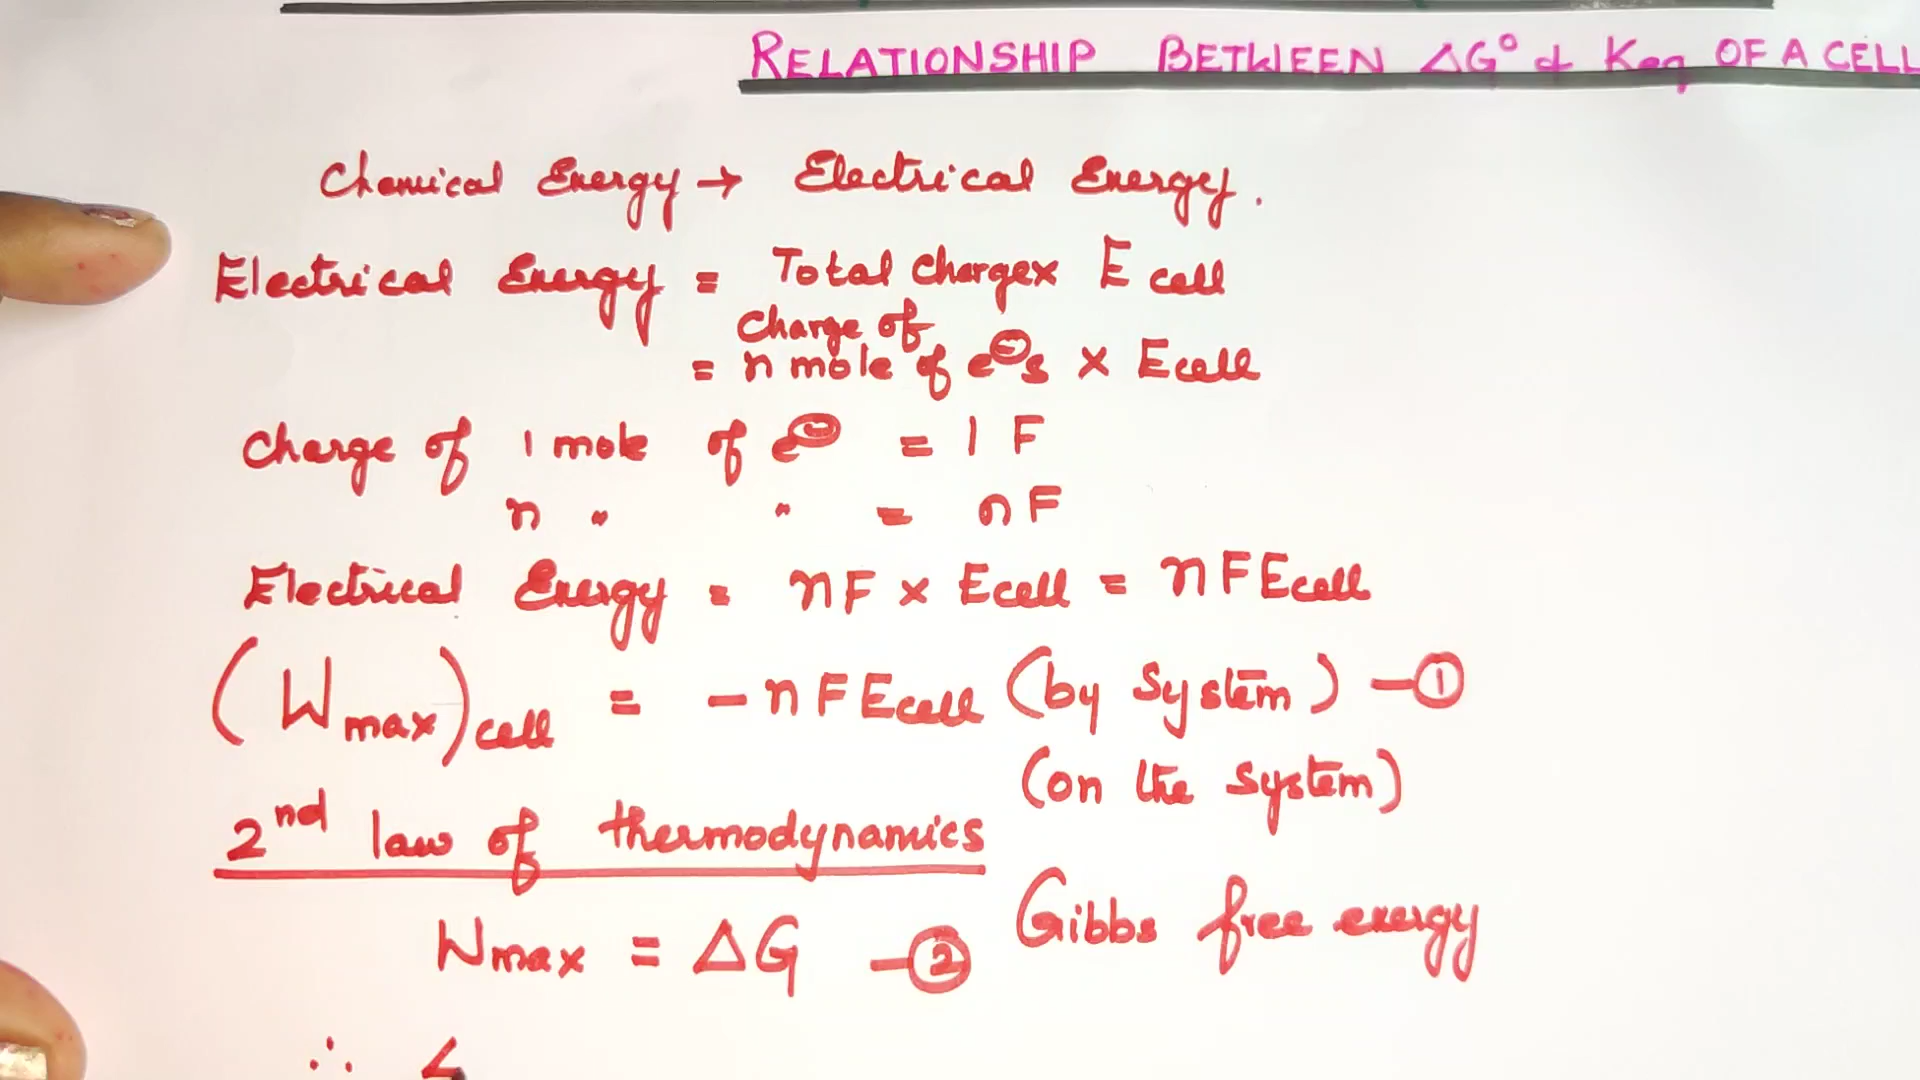 RELATIONSHIP BETWEEN ΔG° & Keq OF A CELL
Chemical Energy → Electrical Energy.
Electrical Energy = Total charge x E cell
charge of
= n mole of e⊖s × Ecell
Charge of 1 mole of e⊖ = 1 F
n " " = nF
Electrical Energy = nF × Ecell = nFEcell
(Wmax)cell = - nFEcell (by system) -①
(on the system)
2nd law of thermodynamics
Wmax = ΔG -② Gibbs free energy
∴